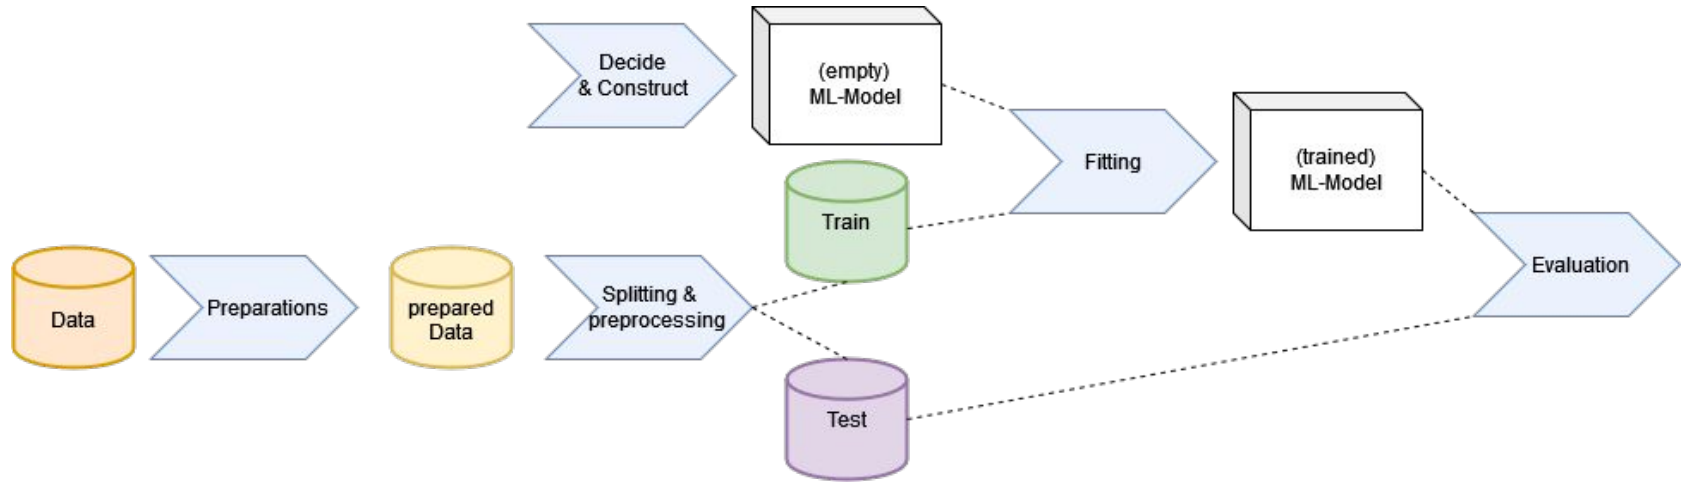 Decide
& Construct
(empty)
ML-Model
Fitting
(trained)
ML-Model
Train
Evaluation
Data
Preparations
prepared
Data
Splitting &
preprocessing
Test